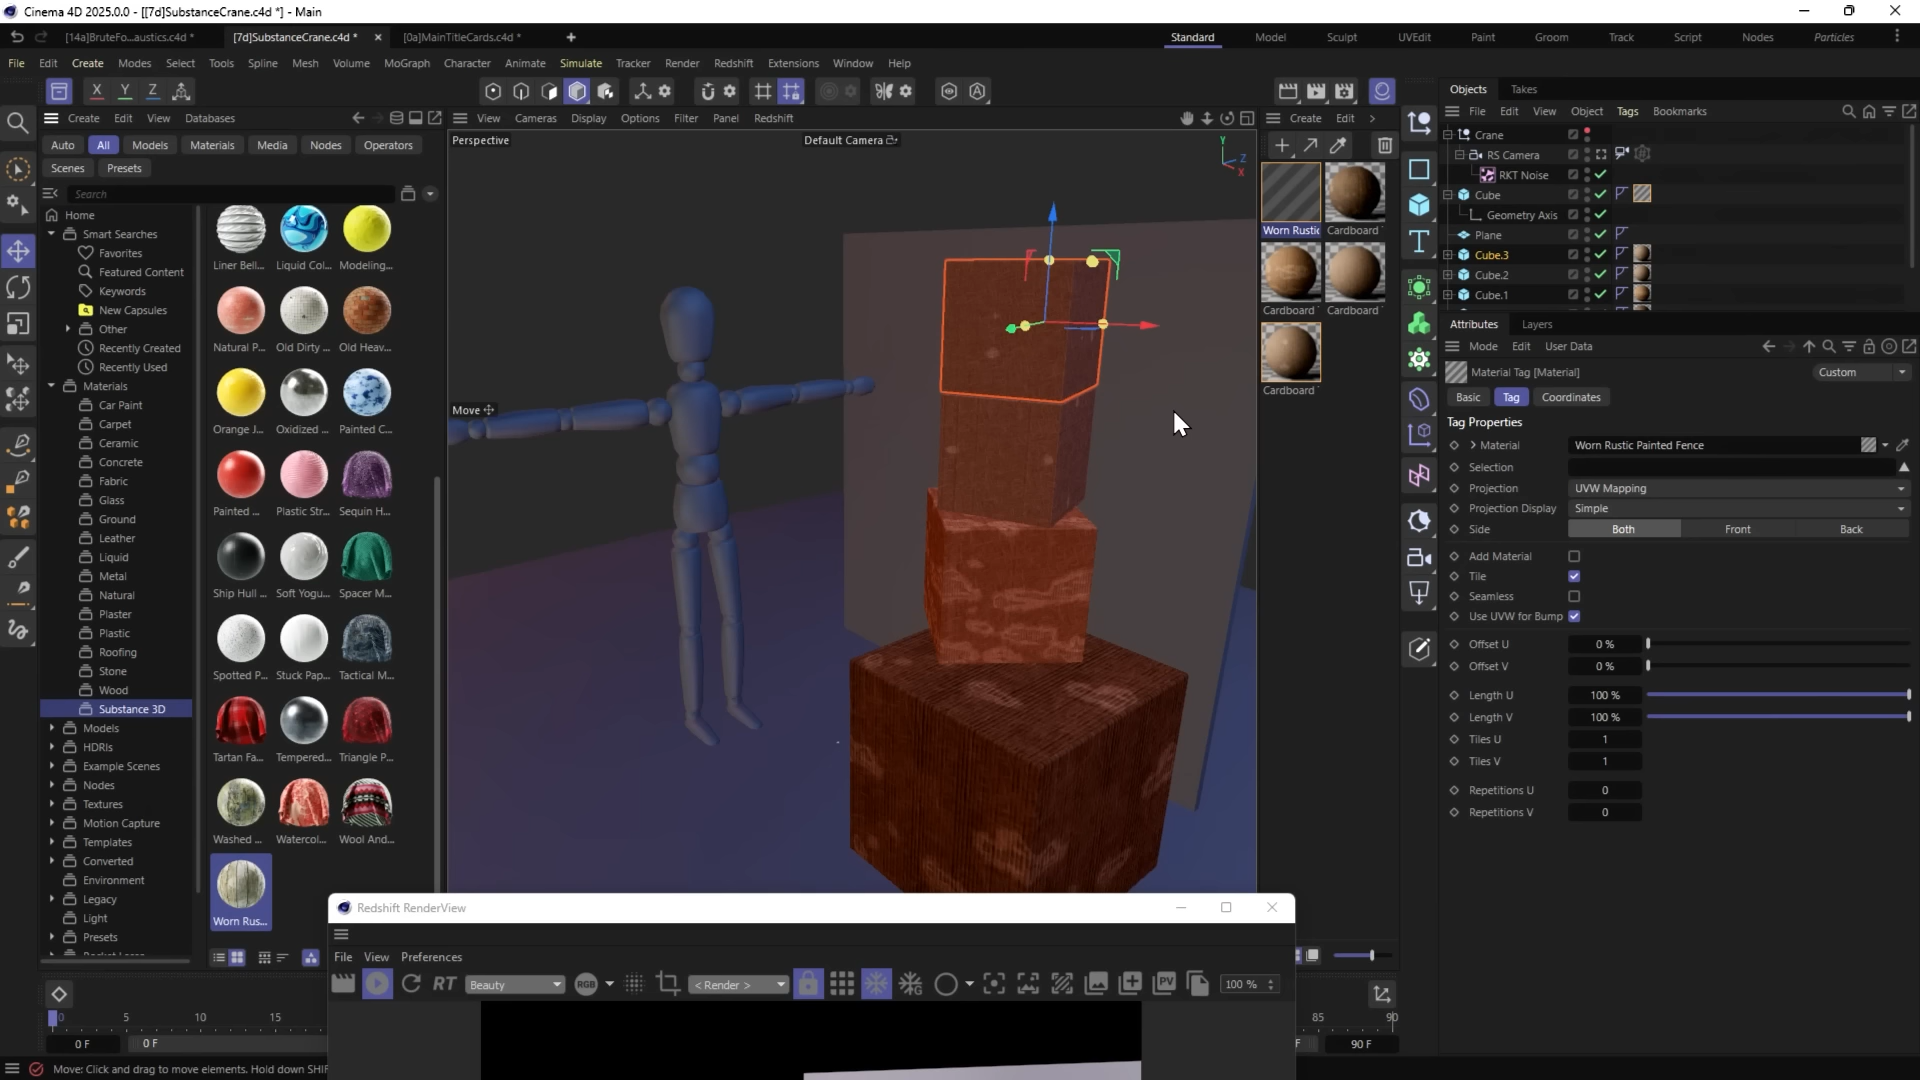 Cinema 4D 2025.0.0 - [[7d]SubstanceCrane.c4d *] - Main
[14a]BruteFo...austics.c4d *
[7d]SubstanceCrane.c4d *
[0a]MainTitleCards.c4d *
Standard
Model
Sculpt
UVEdit
Paint
Groom
Track
Script
Nodes
Particles
File Edit Create Modes Select Tools Spline Mesh Volume MoGraph Character Animate Simulate Tracker Render Redshift Extensions Window Help
X Y Z
Objects Takes
Create Edit View Databases
View Cameras Display Options Filter Panel Redshift
Create Edit
File Edit View Object Tags Bookmarks
Auto All Models Materials Media Nodes Operators
Scenes Presets
Search
Perspective
Default Camera
Y
Z
X
Move
Home
Smart Searches
Favorites
Featured Content
Keywords
New Capsules
Other
Recently Created
Recently Used
Materials
Car Paint
Carpet
Ceramic
Concrete
Fabric
Glass
Ground
Leather
Liquid
Metal
Natural
Plaster
Plastic
Roofing
Stone
Wood
Substance 3D
Models
HDRIs
Example Scenes
Nodes
Textures
Motion Capture
Templates
Converted
Environment
Legacy
Light
Presets
Liner Bell... Liquid Col... Modeling...
Natural P... Old Dirty ... Old Heav...
Orange J... Oxidized ... Painted C...
Painted ... Plastic Str... Sequin H...
Ship Hull ... Soft Yogu... Spacer M...
Spotted P... Stuck Pap... Tactical M...
Tartan Fa... Tempered... Triangle P...
Washed ... Watercol... Wool And...
Worn Rus...
Worn Rustic Cardboard
Cardboard Cardboard
Cardboard
Crane
RS Camera
RKT Noise
Cube
Geometry Axis
Plane
Cube.3
Cube.2
Cube.1
Attributes Layers
Mode Edit User Data
Material Tag [Material]
Custom
Basic Tag Coordinates
Tag Properties
Material Worn Rustic Painted Fence
Selection
Projection UVW Mapping
Projection Display Simple
Side Both Front Back
Add Material
Tile
Seamless
Use UVW for Bump
Offset U 0 %
Offset V 0 %
Length U 100 %
Length V 100 %
Tiles U 1
Tiles V 1
Repetitions U 0
Repetitions V 0
Redshift RenderView
File View Preferences
RT Beauty RGB < Render > PV 100 %
0 5 10 15
85 90
0 F 0 F
F 90 F
Move: Click and drag to move elements. Hold down SHIF